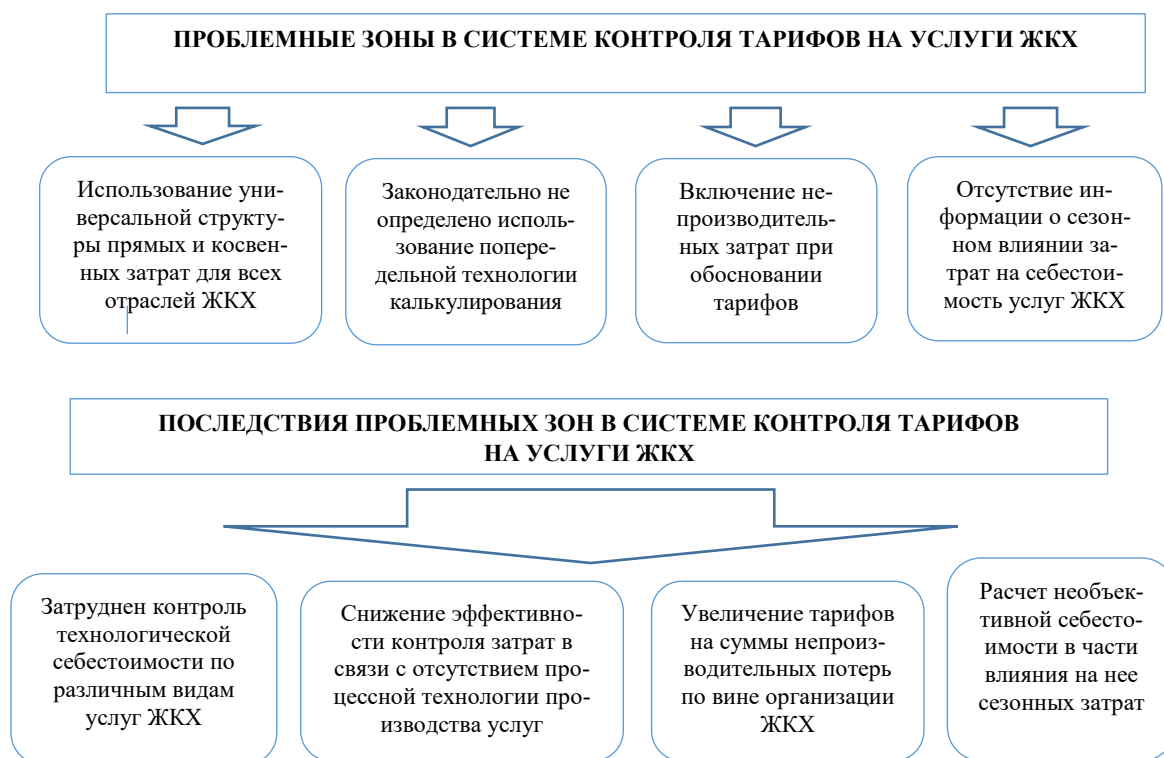 ПРОБЛЕМНЫЕ ЗОНЫ В СИСТЕМЕ КОНТРОЛЯ ТАРИФОВ НА УСЛУГИ ЖКХ
Использование уни-
версальной структу-
ры прямых и косвен-
ных затрат для всех
отраслей ЖКХ
Законодательно не
определено исполь-
зование попере-
дельной технологии
калькулирования
Включение не-
производитель-
ных затрат при
обосновании
тарифов
Отсутствие ин-
формации о сезон-
ном влиянии за-
трат на себестои-
мость услуг ЖКХ
ПОСЛЕДСТВИЯ ПРОБЛЕМНЫХ ЗОН В СИСТЕМЕ КОНТРОЛЯ ТАРИФОВ
НА УСЛУГИ ЖКХ
Затруднен контроль
технологической
себестоимости по
различным видам
услуг ЖКХ
Снижение эффективно-
сти контроля затрат в
связи с отсутствием про-
цессной технологии про-
изводства услуг
Увеличение тарифов
на суммы непроиз-
водительных потерь
по вине организации
ЖКХ
Расчет необъек-
тивной себесто-
имости в части
влияния на нее
сезонных затрат